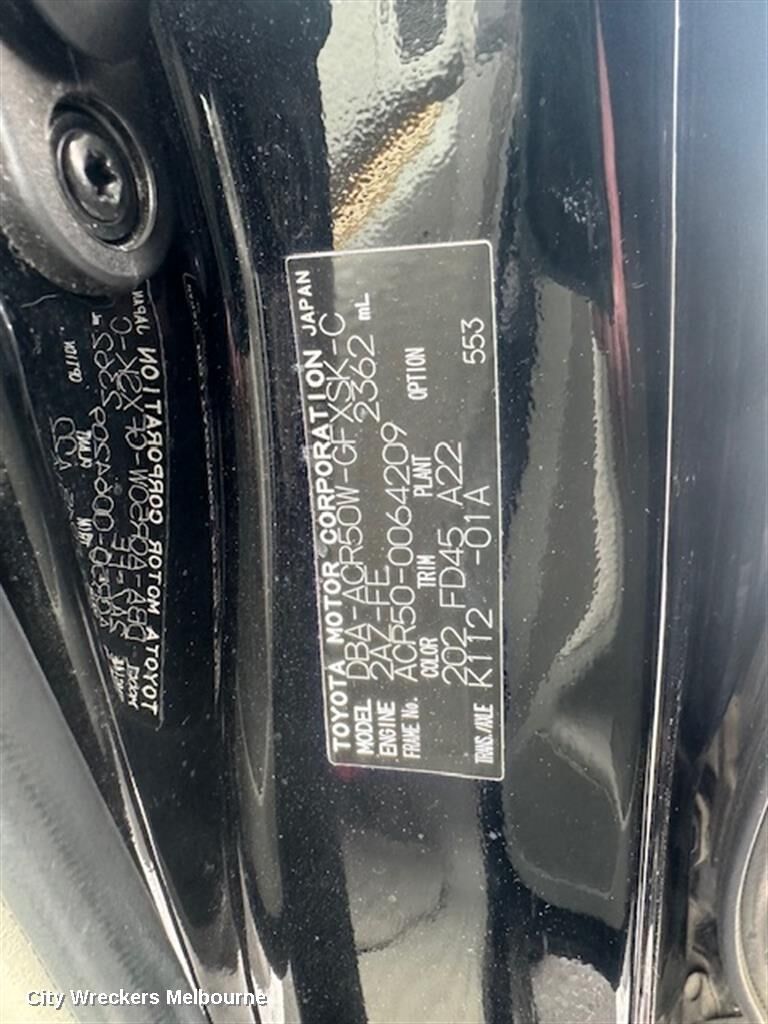 TOYOTA MOTOR CORPORATION JAPAN
MODEL DBA-ACR50W-GFXSK-C
ENGINE 2AZ-FE 2362 mL
FRAME No. ACR50-0064209
COLOR TRIM PLANT OPTION
202 FD45 A22 553
TRANS./AXLE K112 -01A
City Wreckers Melbourne